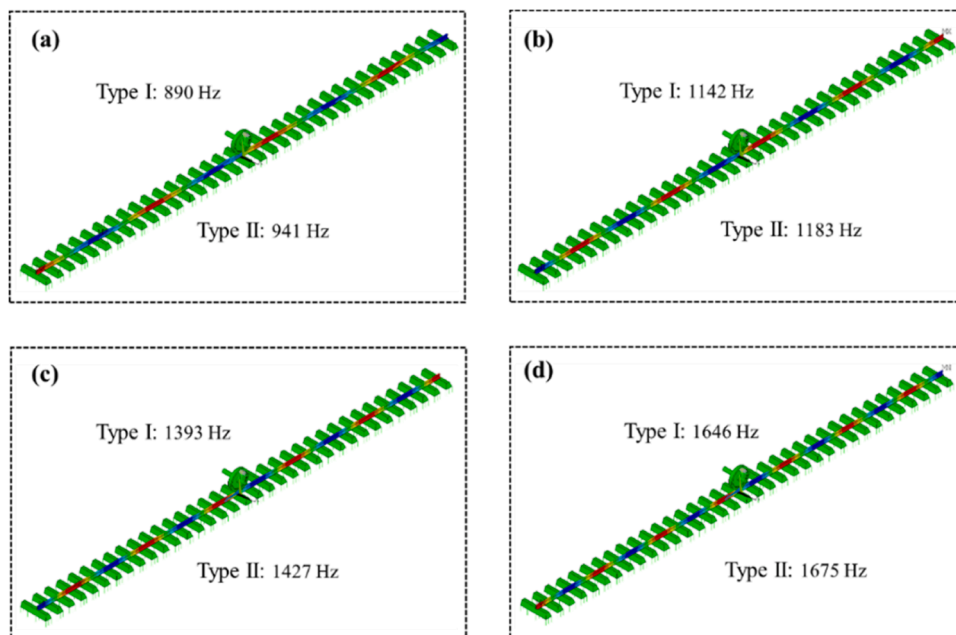 (a)
Type I: 890 Hz
Type II: 941 Hz
(b)
Type I: 1142 Hz
Type II: 1183 Hz
(c)
Type I: 1393 Hz
Type II: 1427 Hz
(d)
Type I: 1646 Hz
Type II: 1675 Hz